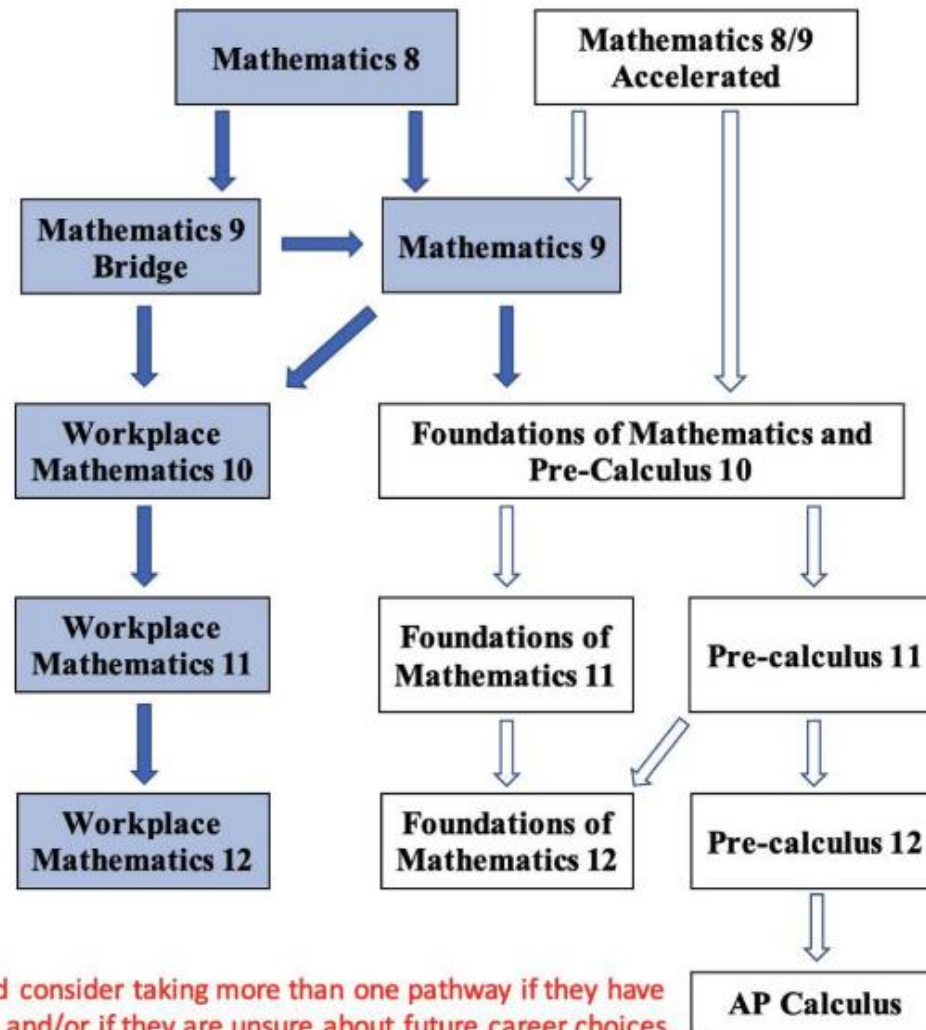 Mathematics 8
Mathematics 8/9
Accelerated
Mathematics 9
Bridge
Mathematics 9
Workplace
Mathematics 10
Foundations of Mathematics and
Pre-Calculus 10
Workplace
Mathematics 11
Foundations of
Mathematics 11
Pre-calculus 11
Workplace
Mathematics 12
Foundations of
Mathematics 12
Pre-calculus 12
consider taking more than one pathway if they have
and/or if they are unsure about future career choices
AP Calculus